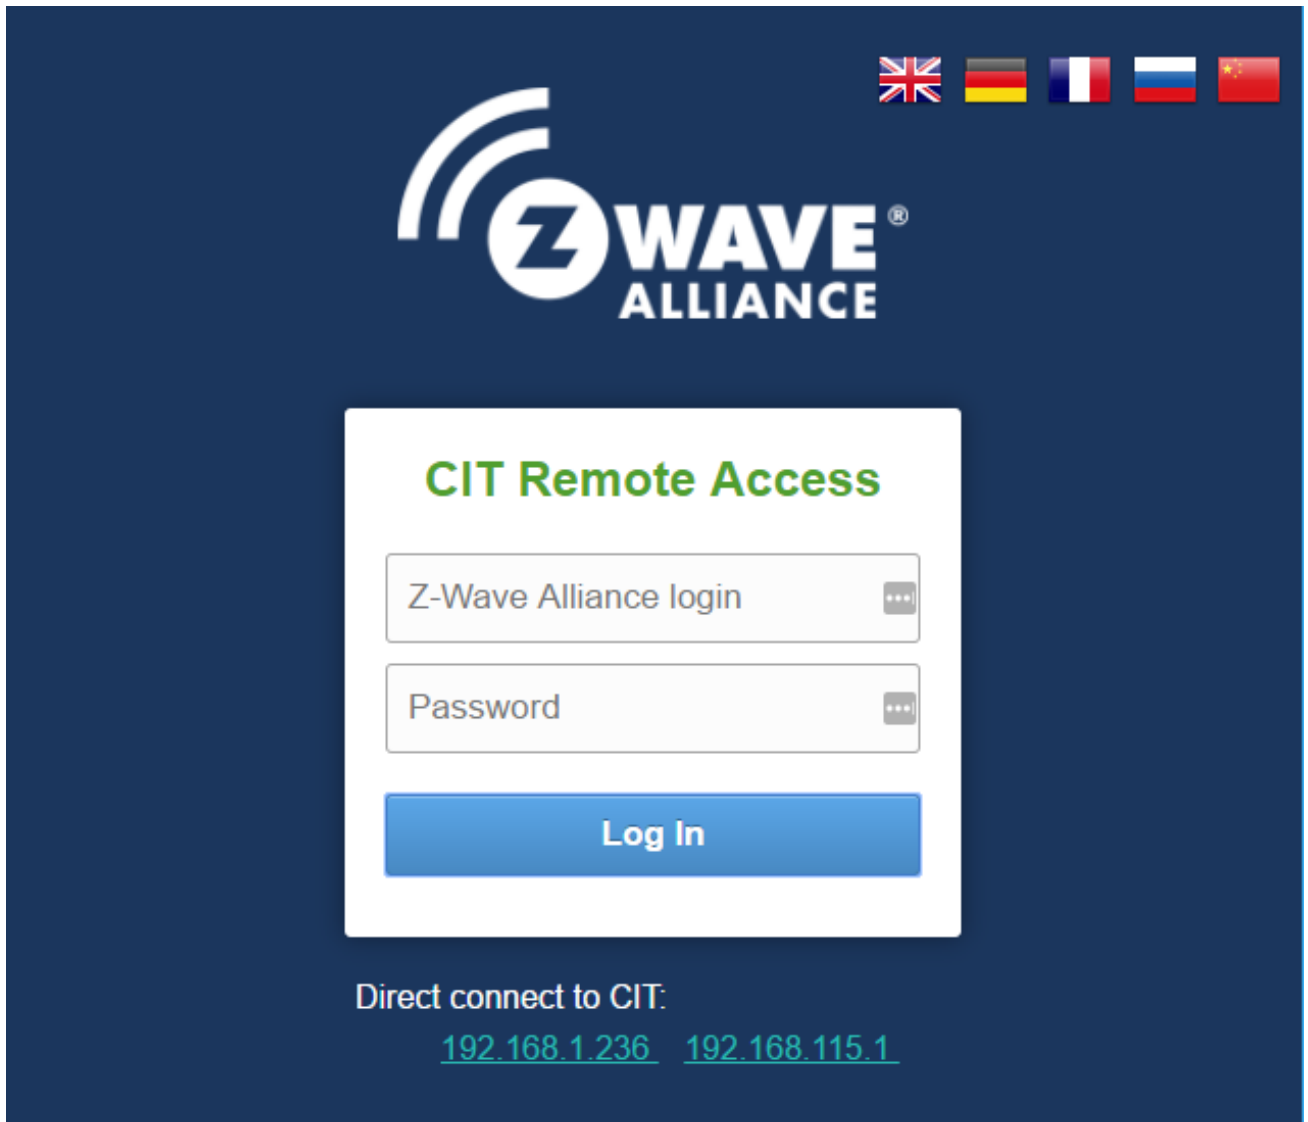 Z WAVE ®
ALLIANCE
CIT Remote Access
Z-Wave Alliance login
Password
Log In
Direct connect to CIT:
192.168.1.236 192.168.115.1